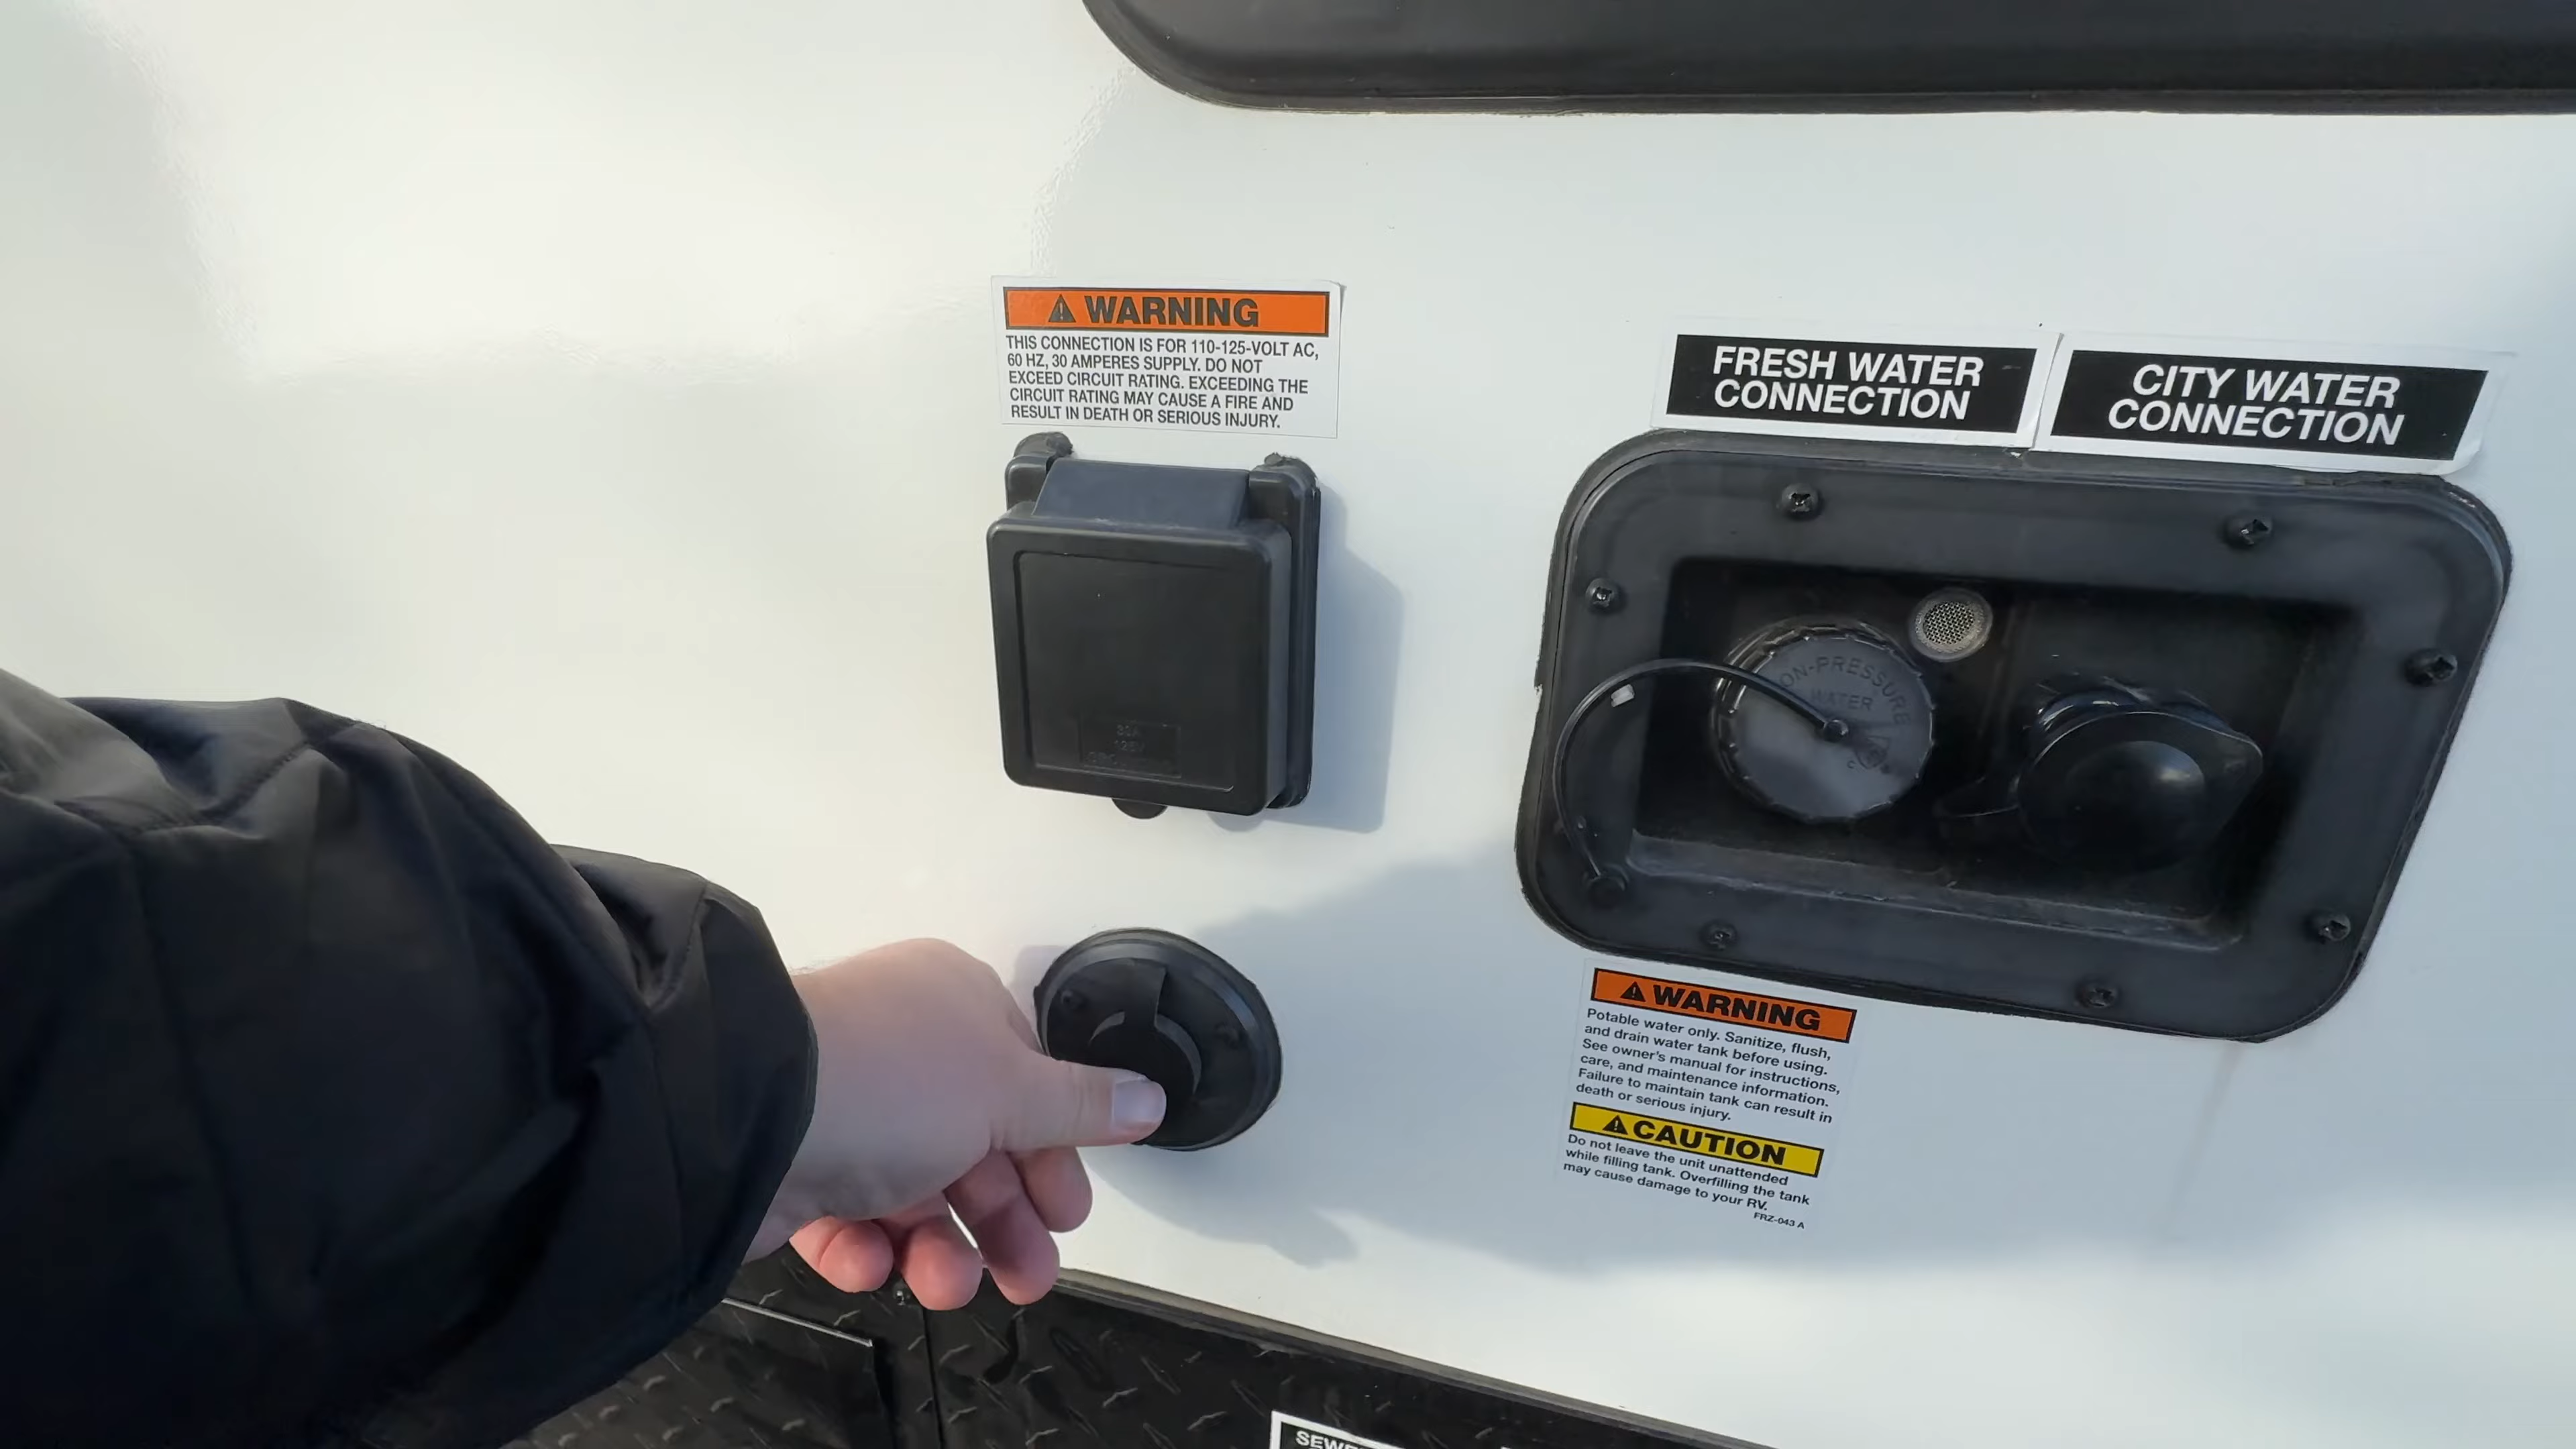 WARNING
THIS CONNECTION IS FOR 110-125-VOLT AC,
60 HZ, 30 AMPERES SUPPLY. DO NOT
EXCEED CIRCUIT RATING. EXCEEDING THE
CIRCUIT RATING MAY CAUSE A FIRE AND
RESULT IN DEATH OR SERIOUS INJURY.
FRESH WATER
CONNECTION
CITY WATER
CONNECTION
30A
125V
ON-PRESSURE
WATER
WARNING
Potable water only. Sanitize, flush,
and drain water tank before using.
See owner's manual for instructions,
care, and maintenance information.
Failure to maintain tank can result in
death or serious injury.
CAUTION
Do not leave the unit unattended
while filling tank. Overfilling the tank
may cause damage to your RV.
FRZ-043 A